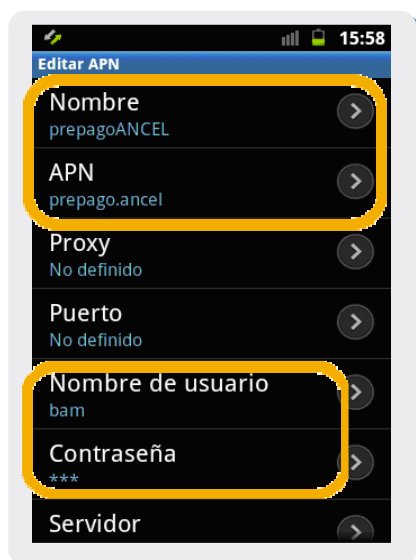 15:58
Editar APN
Nombre
prepagoANCEL
APN
prepago.ancel
Proxy
No definido
Puerto
No definido
Nombre de usuario
bam
Contraseña
***
Servidor